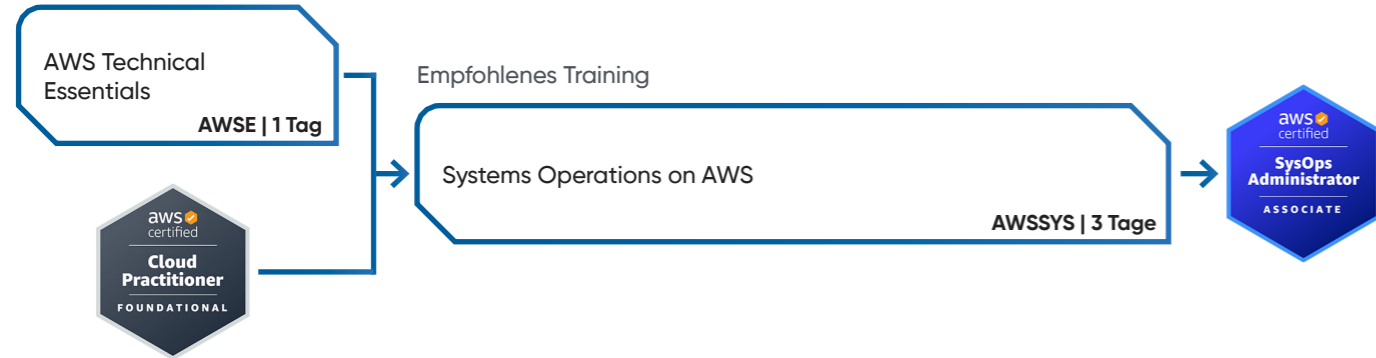 AWS Technical
Essentials
AWSE | 1 Tag
Empfohlenes Training
Systems Operations on AWS
AWSSYS | 3 Tage
aws
certified
Cloud
Practitioner
FOUNDATIONAL
aws
certified
SysOps
Administrator
ASSOCIATE